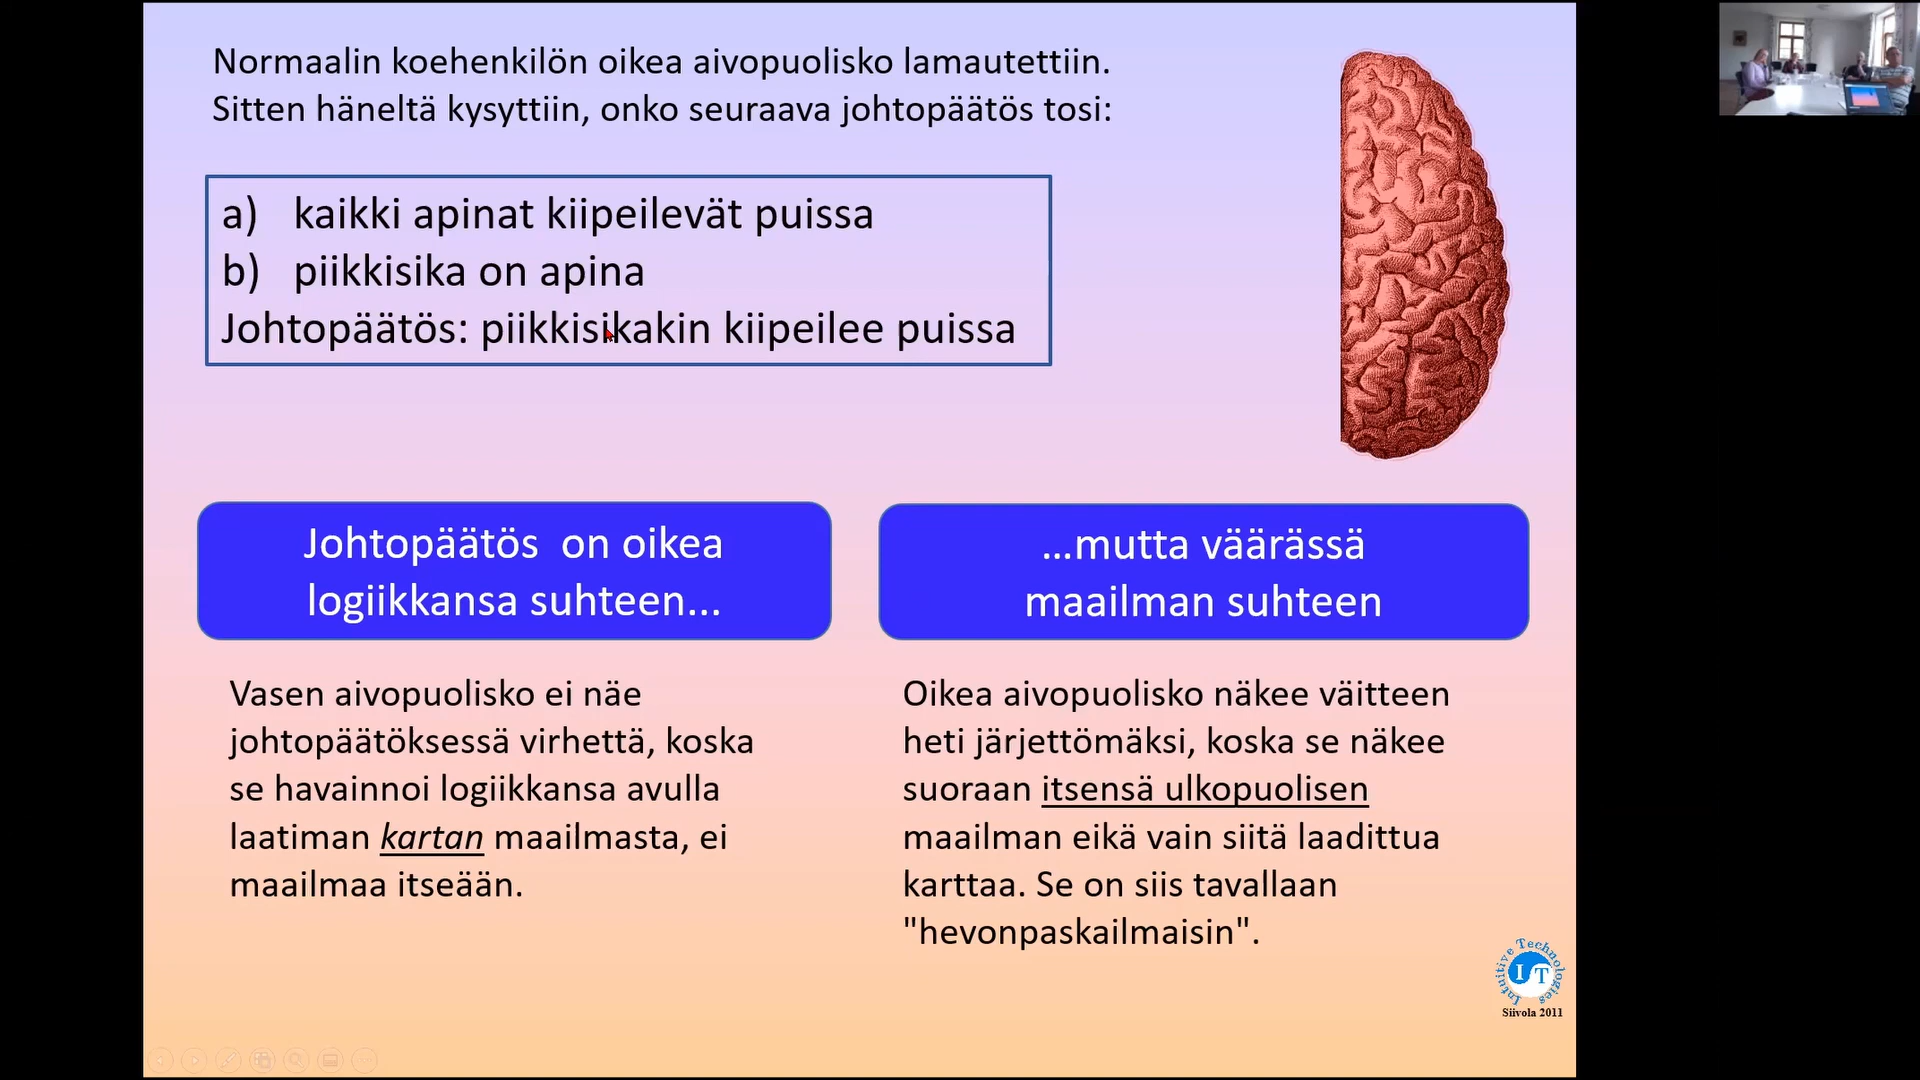 Normaalin koehenkilön oikea aivopuolisko lamautettiin.
Sitten häneltä kysyttiin, onko seuraava johtopäätös tosi:
a) kaikki apinat kiipeilevät puissa
b) piikkisika on apina
Johtopäätös: piikkisikakin kiipeilee puissa
Johtopäätös on oikea
logiikkansa suhteen...
...mutta väärässä
maailman suhteen
Vasen aivopuolisko ei näe
johtopäätöksessä virhettä, koska
se havainnoi logiikkansa avulla
laatiman kartan maailmasta, ei
maailmaa itseään.
Oikea aivopuolisko näkee väitteen
heti järjettömäksi, koska se näkee
suoraan itsensä ulkopuolisen
maailman eikä vain siitä laadittua
karttaa. Se on siis tavallaan
"hevonpaskailmaisin".
Intuitive Technologies
IT
Siivola 2011